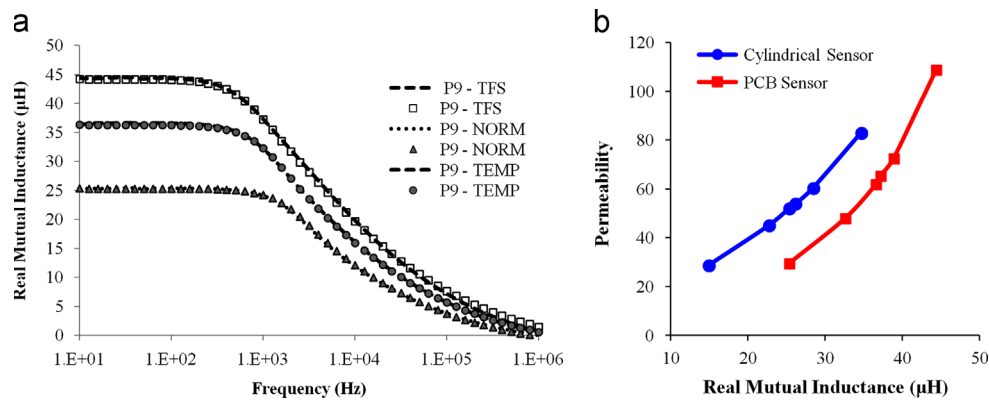 a
50
45
40
35
30
25
20
15
10
5
0
Real Mutual Inductance (µH)
1.E+01
1.E+02
1.E+03
1.E+04
1.E+05
1.E+06
Frequency (Hz)
P9 - TFS
P9 - TFS
P9 - NORM
P9 - NORM
P9 - TEMP
P9 - TEMP
b
120
100
80
60
40
20
0
Permeability
10
20
30
40
50
Real Mutual Inductance (µH)
Cylindrical Sensor
PCB Sensor